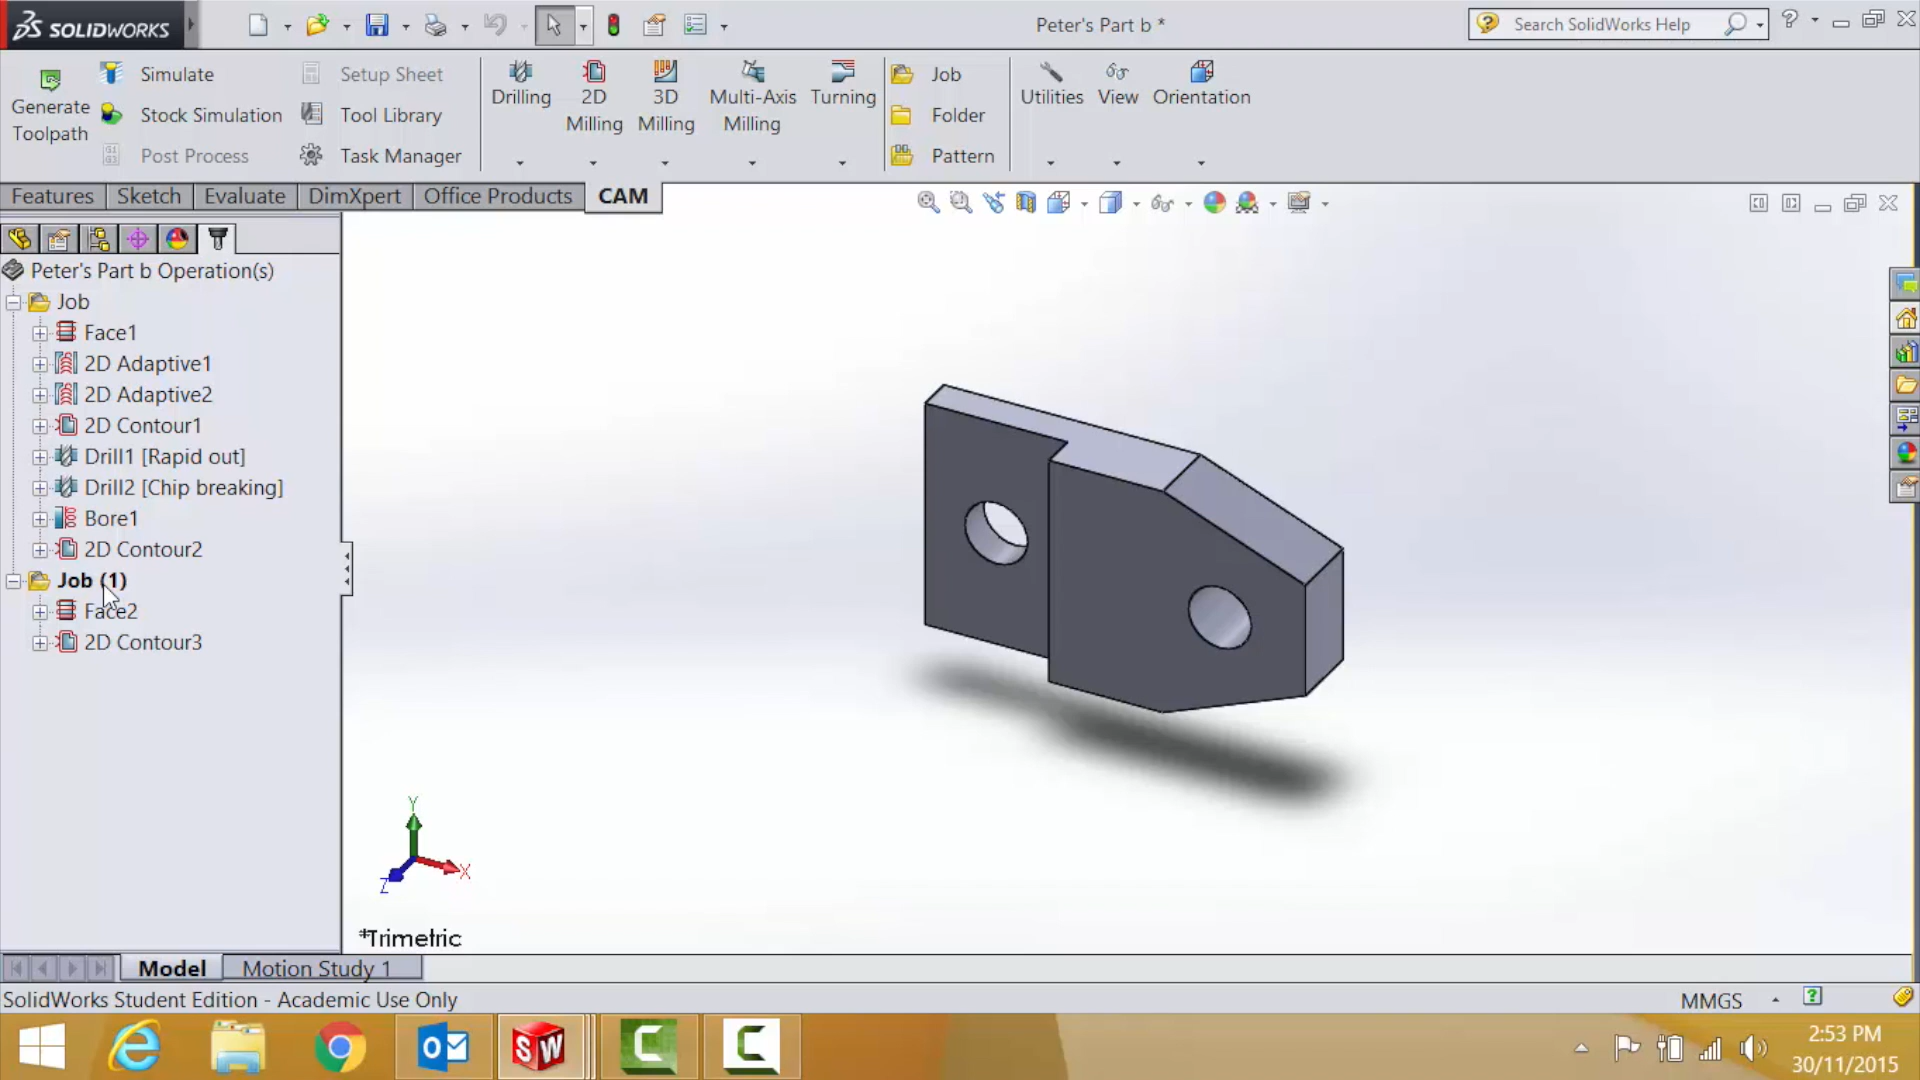 SOLIDWORKS
Peter's Part b *
Search SolidWorks Help
Generate
Toolpath
Simulate
Stock Simulation
Post Process
Setup Sheet
Tool Library
Task Manager
Drilling
2D
Milling
3D
Milling
Multi-Axis
Milling
Turning
Job
Folder
Pattern
Utilities
View
Orientation
Features
Sketch
Evaluate
DimXpert
Office Products
CAM
Peter's Part b Operation(s)
Job
Face1
2D Adaptive1
2D Adaptive2
2D Contour1
Drill1 [Rapid out]
Drill2 [Chip breaking]
Bore1
2D Contour2
Job (1)
Face2
2D Contour3
Y
X
Z
*Trimetric
Model
Motion Study 1
SolidWorks Student Edition - Academic Use Only
MMGS
2:53 PM
30/11/2015